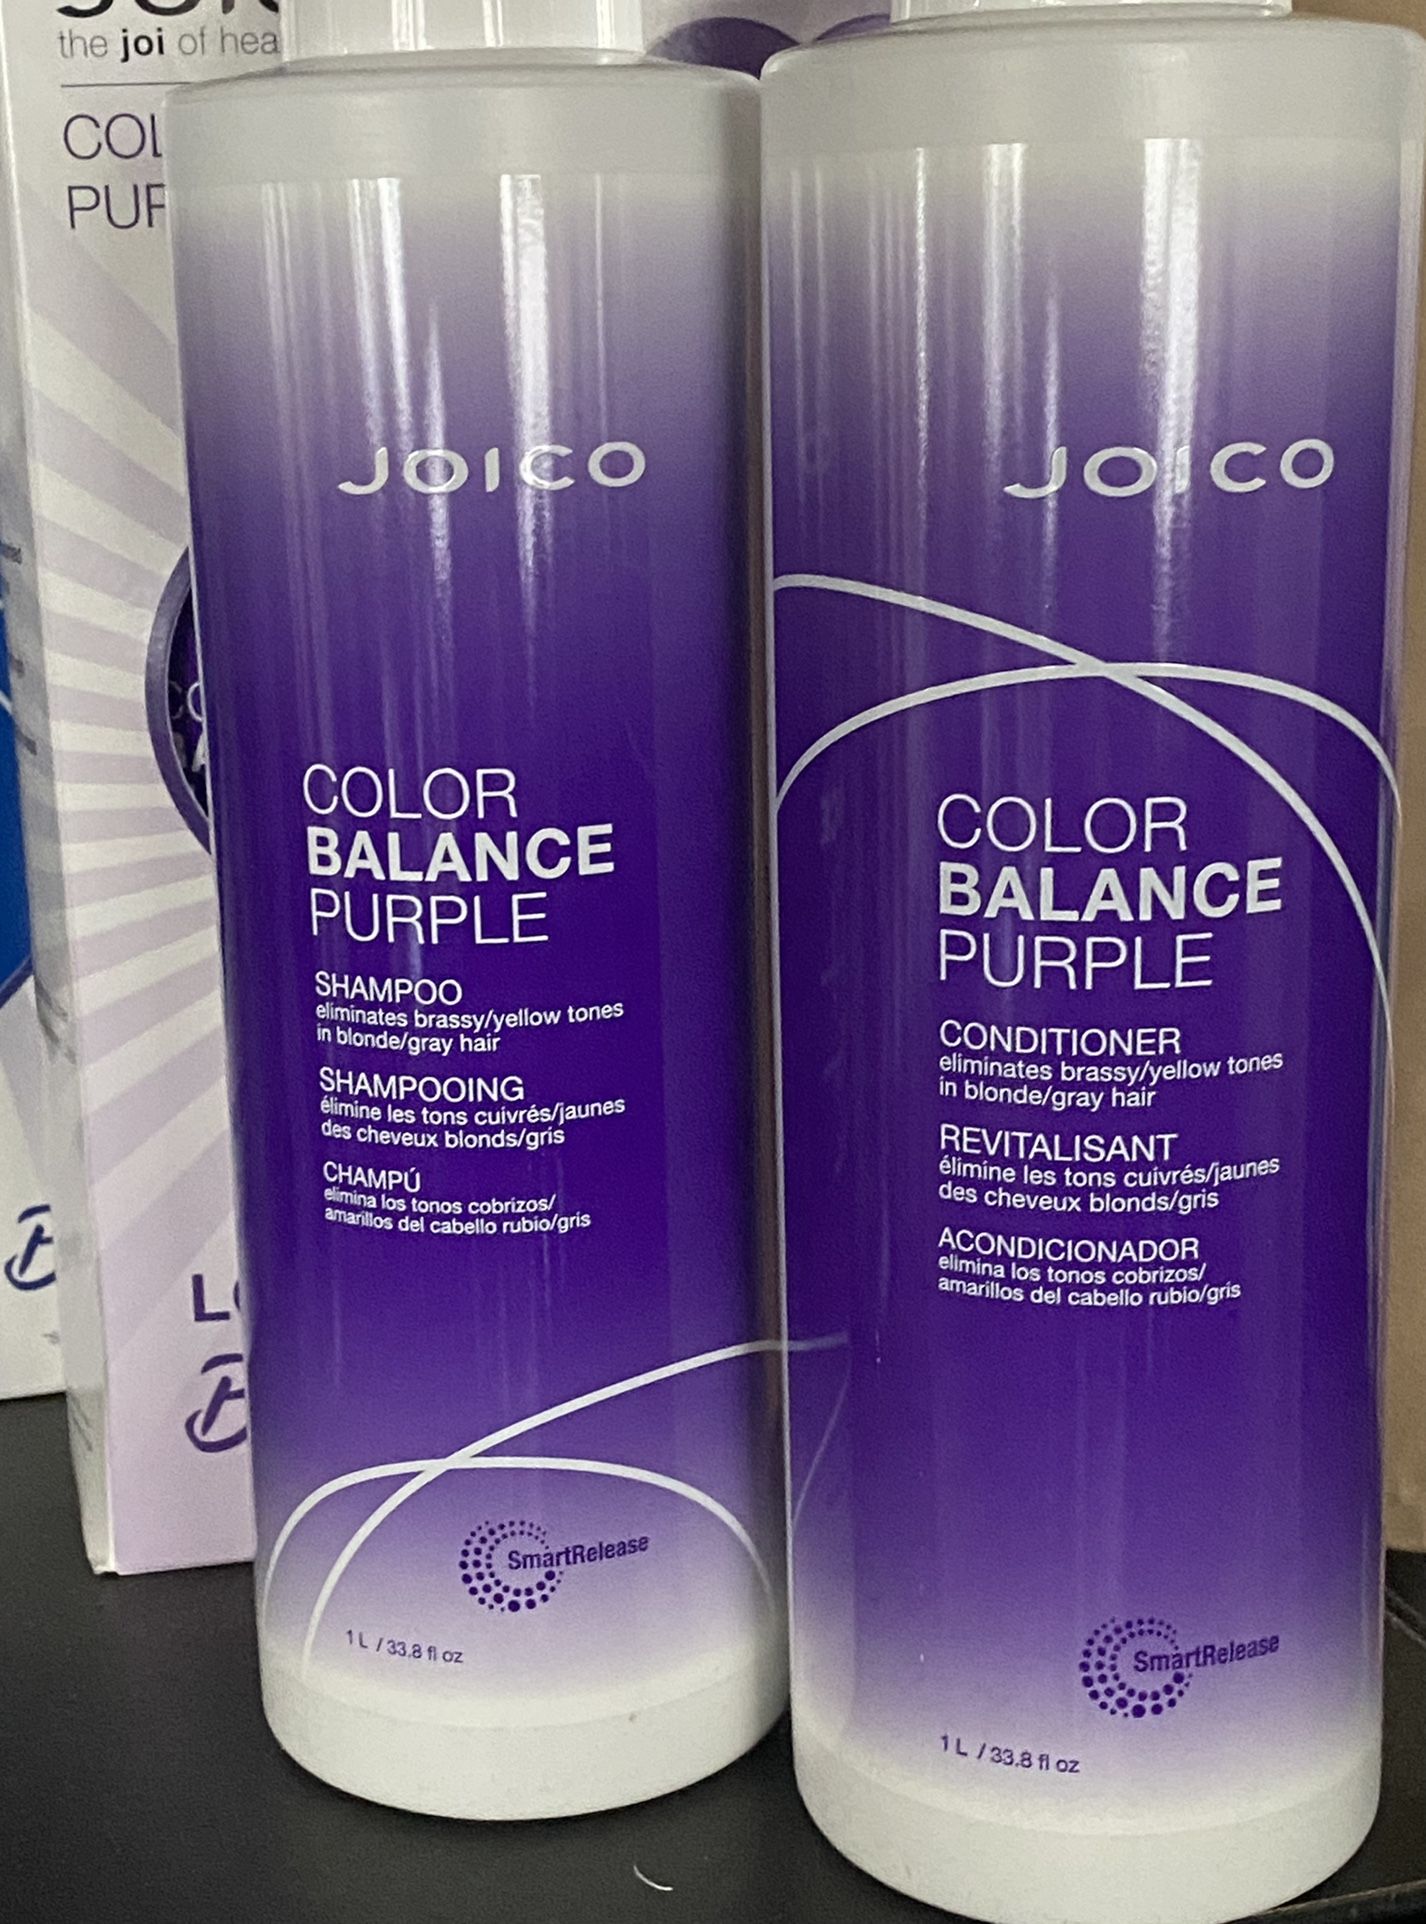 the joi of hea
JOICO
COLOR
BALANCE
PURPLE
SHAMPOO
eliminates brassy/yellow tones
in blonde/gray hair
SHAMPOOING
élimine les tons cuivrés/jaunes
des cheveux blonds/gris
CHAMPÚ
elimina los tonos cobrizos/
amarillos del cabello rubio/gris
SmartRelease
1 L / 33.8 fl oz
JOICO
COLOR
BALANCE
PURPLE
CONDITIONER
eliminates brassy/yellow tones
in blonde/gray hair
REVITALISANT
élimine les tons cuivrés/jaunes
des cheveux blonds/gris
ACONDICIONADOR
elimina los tonos cobrizos/
amarillos del cabello rubio/gris
SmartRelease
1 L / 33.8 fl oz